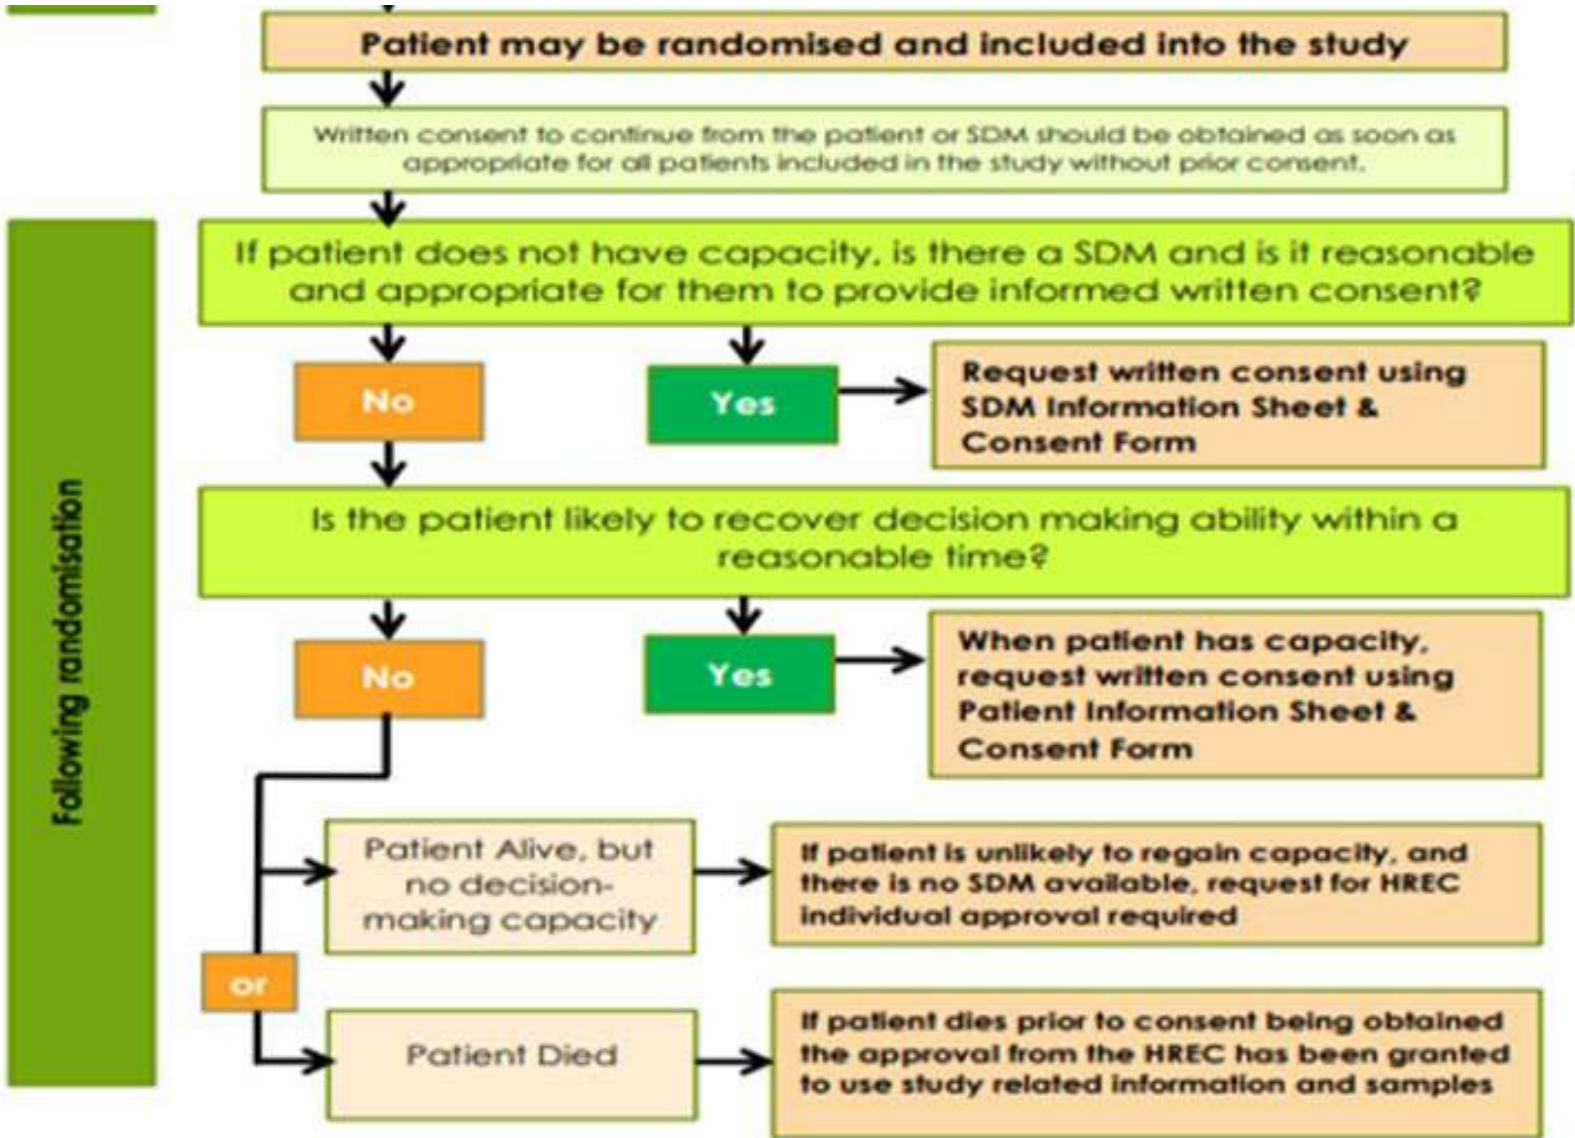 Patient may be randomised and included into the study
Written consent to continue from the patient or SDM should be obtained as soon as
appropriate for all patients included in the study without prior consent.
Following randomisation
If patient does not have capacity, is there a SDM and is it reasonable
and appropriate for them to provide informed written consent?
No
Yes
Request written consent using
SDM Information Sheet &
Consent Form
Is the patient likely to recover decision making ability within a
reasonable time?
No
Yes
When patient has capacity,
request written consent using
Patient Information Sheet &
Consent Form
Patient Alive, but
no decision-
making capacity
If patient is unlikely to regain capacity, and
there is no SDM available, request for HREC
individual approval required
or
Patient Died
If patient dies prior to consent being obtained
the approval from the HREC has been granted
to use study related information and samples